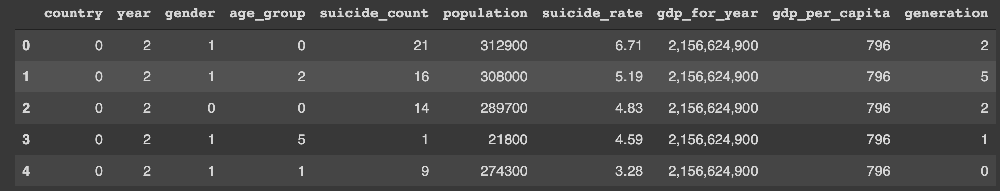 country year gender age_group suicide_count population suicide_rate gdp_for_year gdp_per_capita generation
0 0 2 1 0 21 312900 6.71 2,156,624,900 796 2
1 0 2 1 2 16 308000 5.19 2,156,624,900 796 5
2 0 2 0 0 14 289700 4.83 2,156,624,900 796 2
3 0 2 1 5 1 21800 4.59 2,156,624,900 796 1
4 0 2 1 1 9 274300 3.28 2,156,624,900 796 0